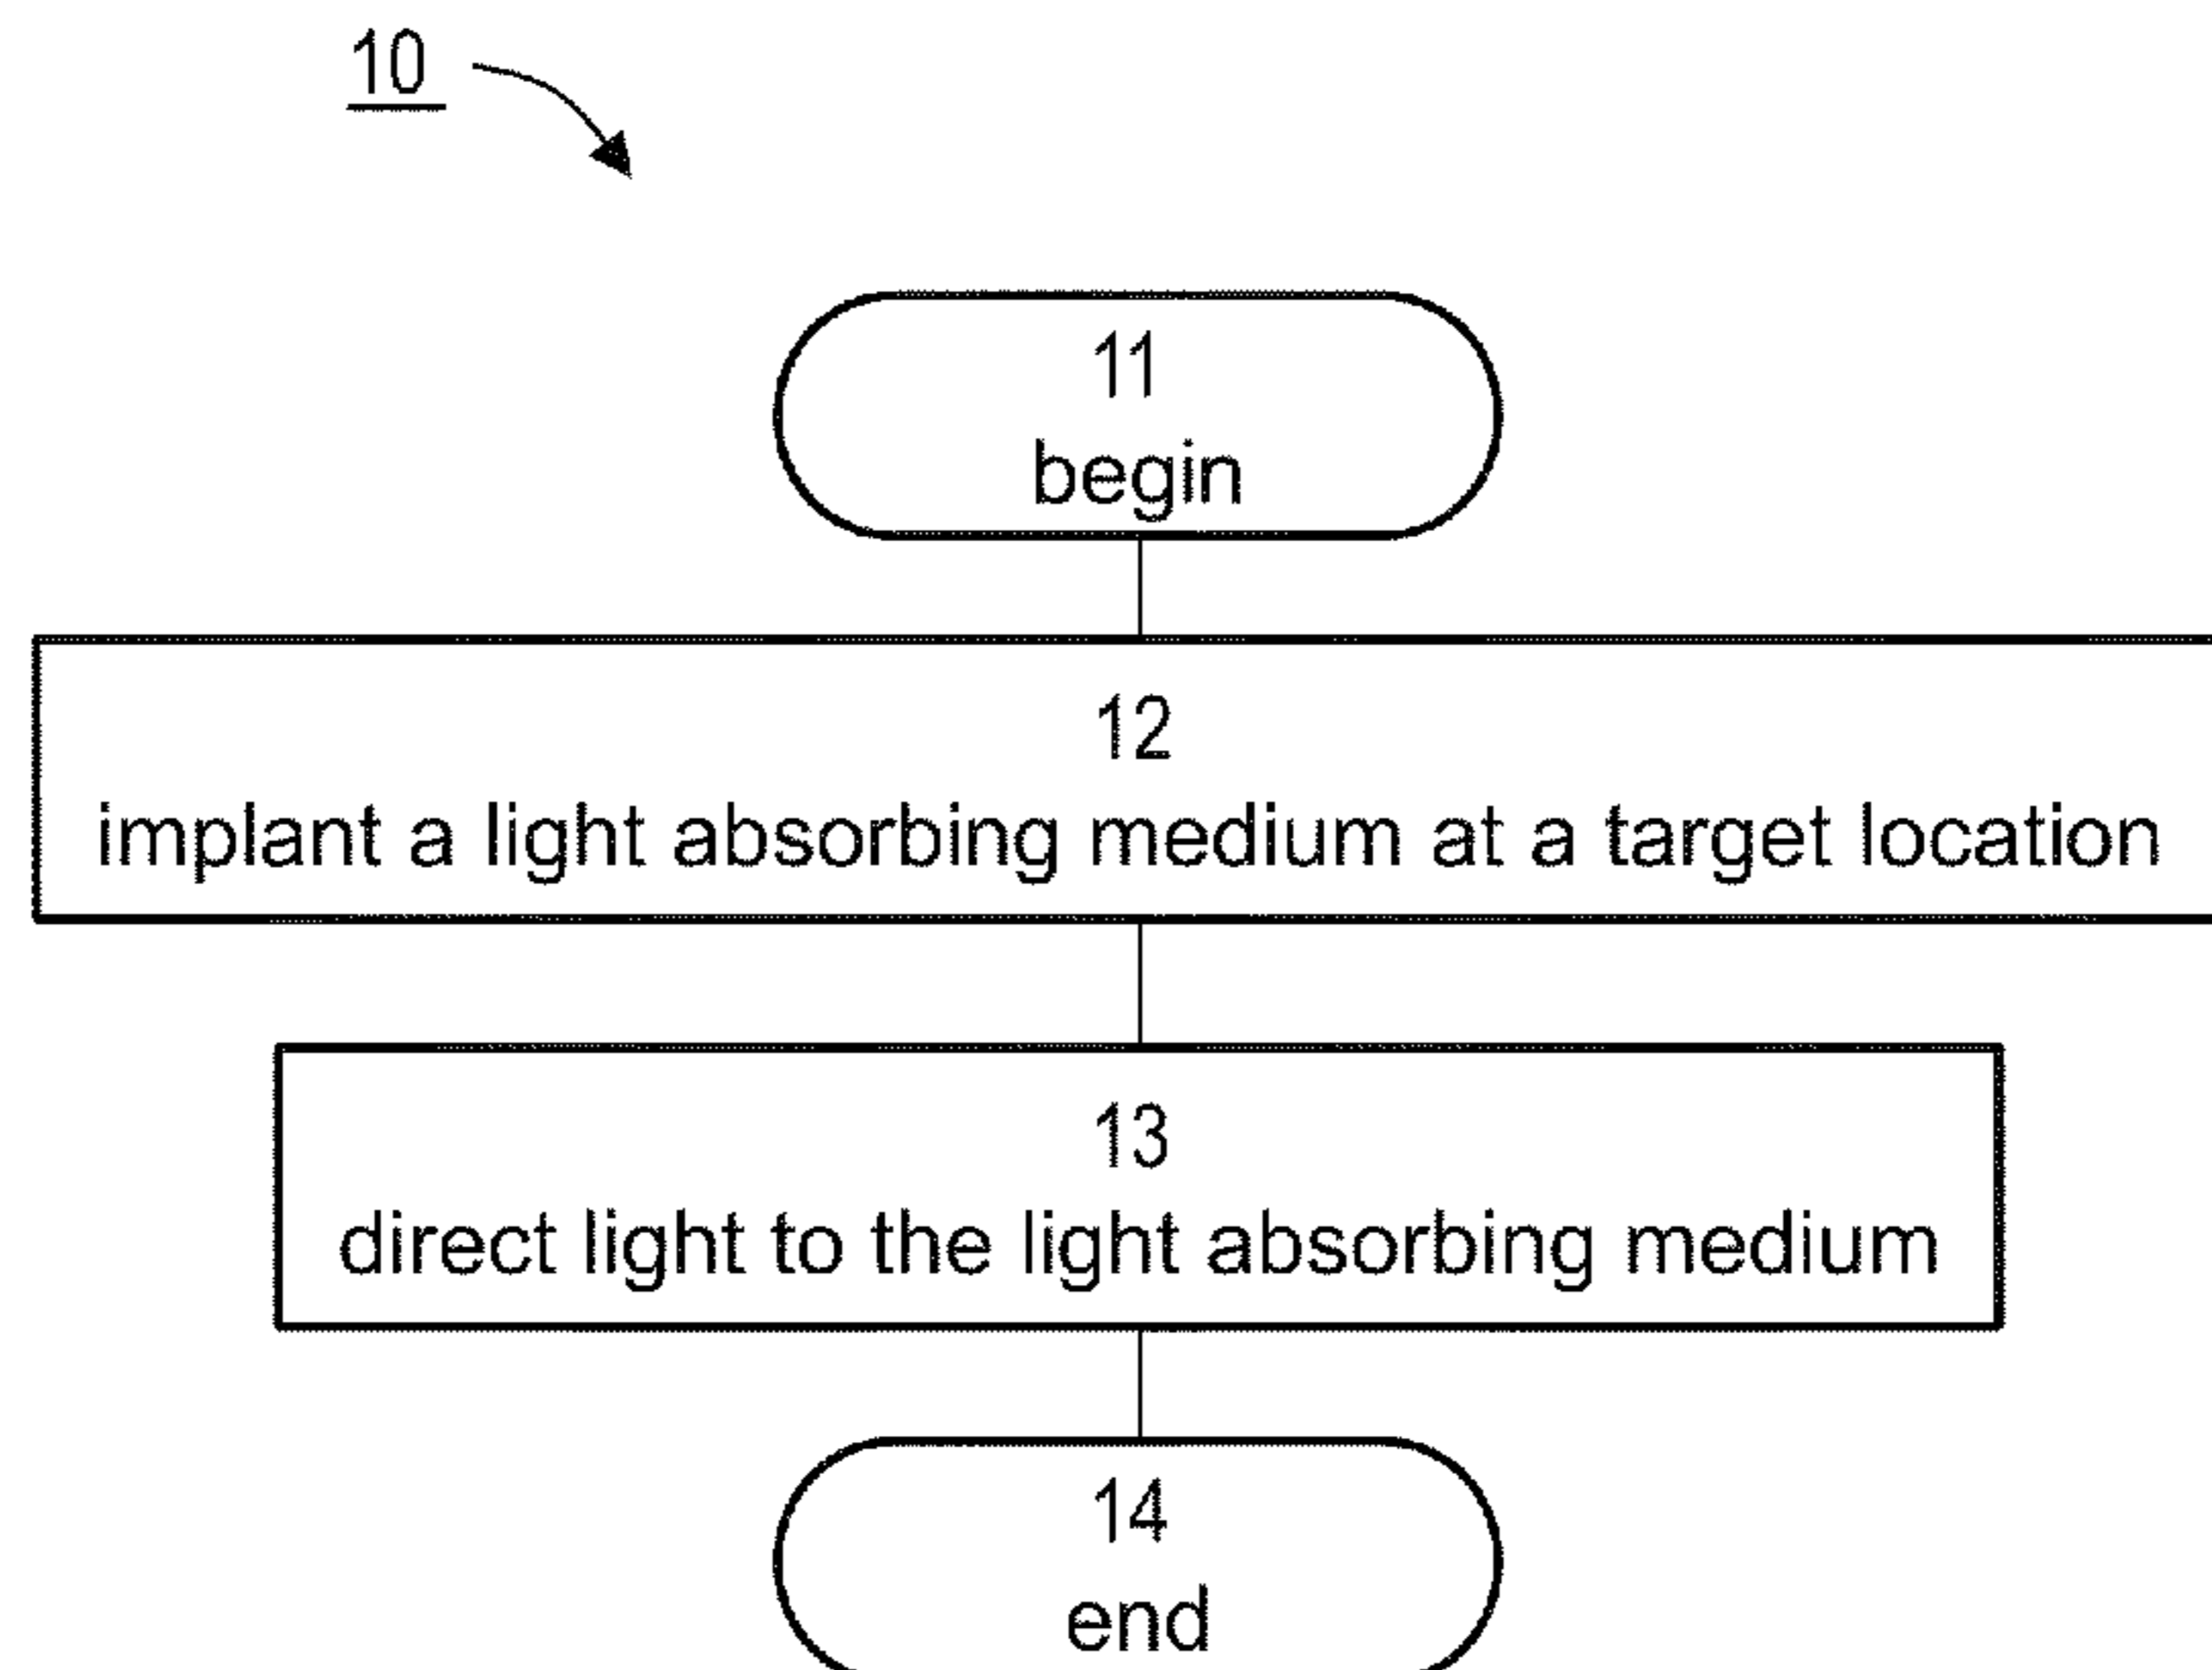 10
11
begin
12
implant a light absorbing medium at a target location
13
direct light to the light absorbing medium
14
end